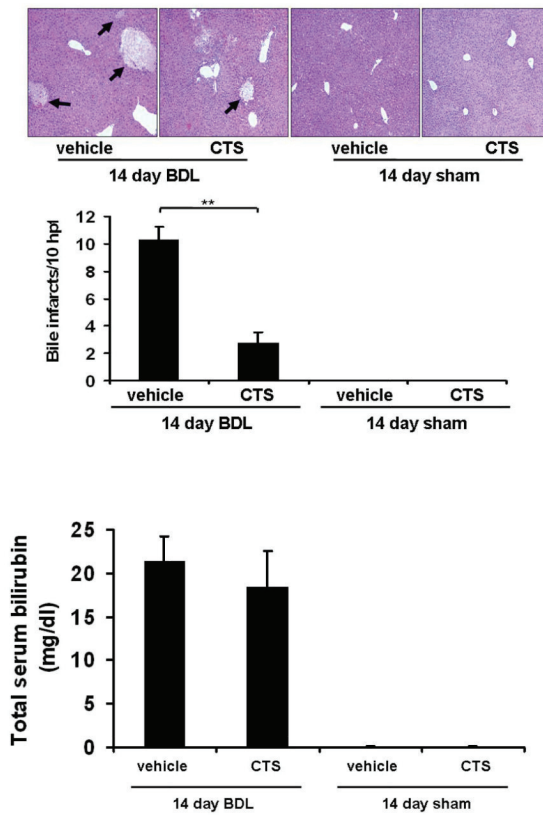 vehicle CTS vehicle CTS
14 day BDL 14 day sham
**
Bile infarcts/10 hpl
12
10
8
6
4
2
0
vehicle CTS vehicle CTS
14 day BDL 14 day sham
Total serum bilirubin
(mg/dl)
25
20
15
10
5
0
vehicle CTS vehicle CTS
14 day BDL 14 day sham